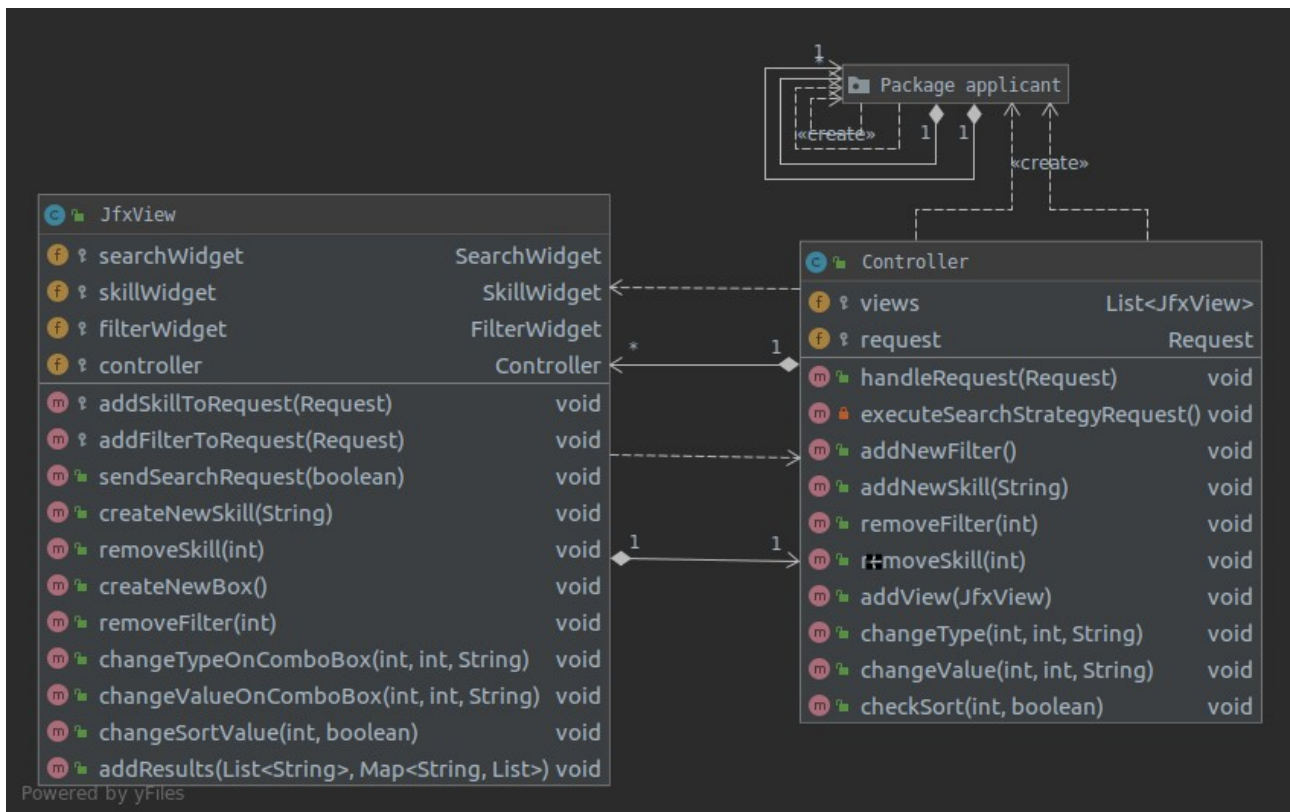 1
*
Package applicant
«create»
1
1
«create»
JfxView
searchWidget SearchWidget
skillWidget SkillWidget
filterWidget FilterWidget
controller Controller
addSkillToRequest(Request) void
addFilterToRequest(Request) void
sendSearchRequest(boolean) void
createNewSkill(String) void
removeSkill(int) void
createNewBox() void
removeFilter(int) void
changeTypeOnComboBox(int, int, String) void
changeValueOnComboBox(int, int, String) void
changeSortValue(int, boolean) void
addResults(List<String>, Map<String, List>) void
* 1
1 1
Controller
views List<JfxView>
request Request
handleRequest(Request) void
executeSearchStrategyRequest() void
addNewFilter() void
addNewSkill(String) void
removeFilter(int) void
removeSkill(int) void
addView(JfxView) void
changeType(int, int, String) void
changeValue(int, int, String) void
checkSort(int, boolean) void
Powered by yFiles